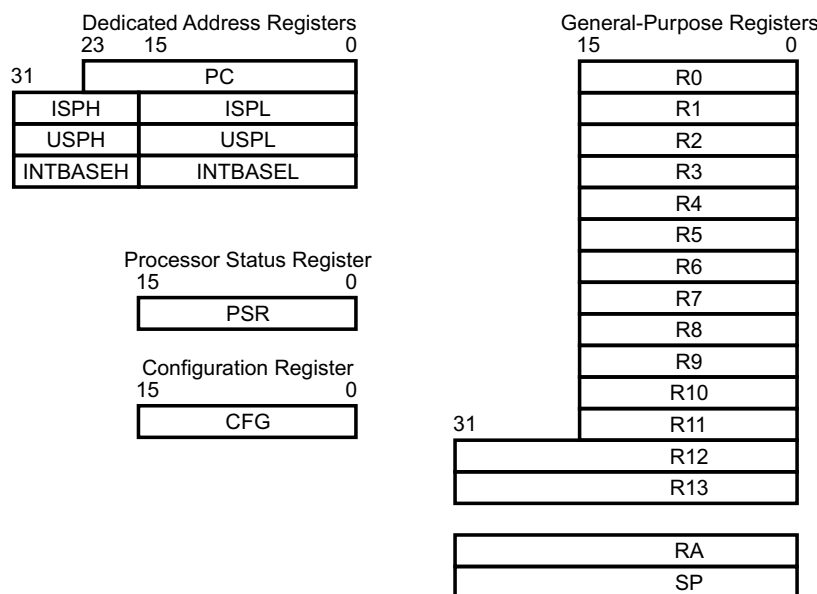 Dedicated Address Registers
23 15 0
31
PC
ISPH ISPL
USPH USPL
INTBASEH INTBASEL
Processor Status Register
15 0
PSR
Configuration Register
15 0
CFG
General-Purpose Registers
15 0
R0
R1
R2
R3
R4
R5
R6
R7
R8
R9
R10
31 R11
R12
R13
RA
SP